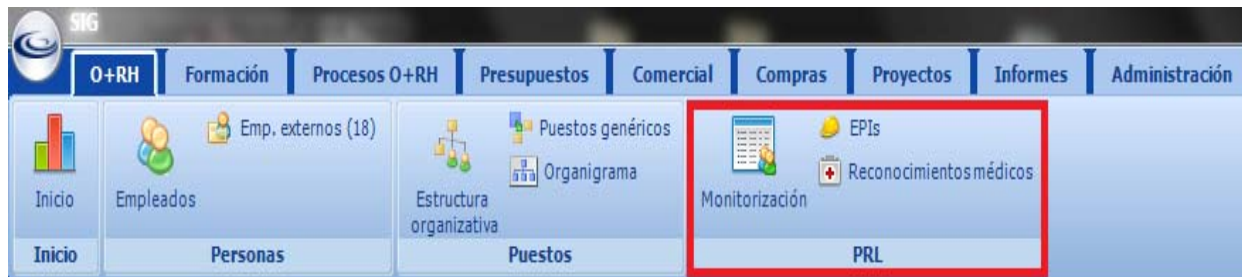 SIG
O+RH Formación Procesos O+RH Presupuestos Comercial Compras Proyectos Informes Administración
Emp. externos (18) Puestos genéricos EPIs
Organigrama Reconocimientos médicos
Inicio Empleados Estructura organizativa Monitorización
Inicio Personas Puestos PRL